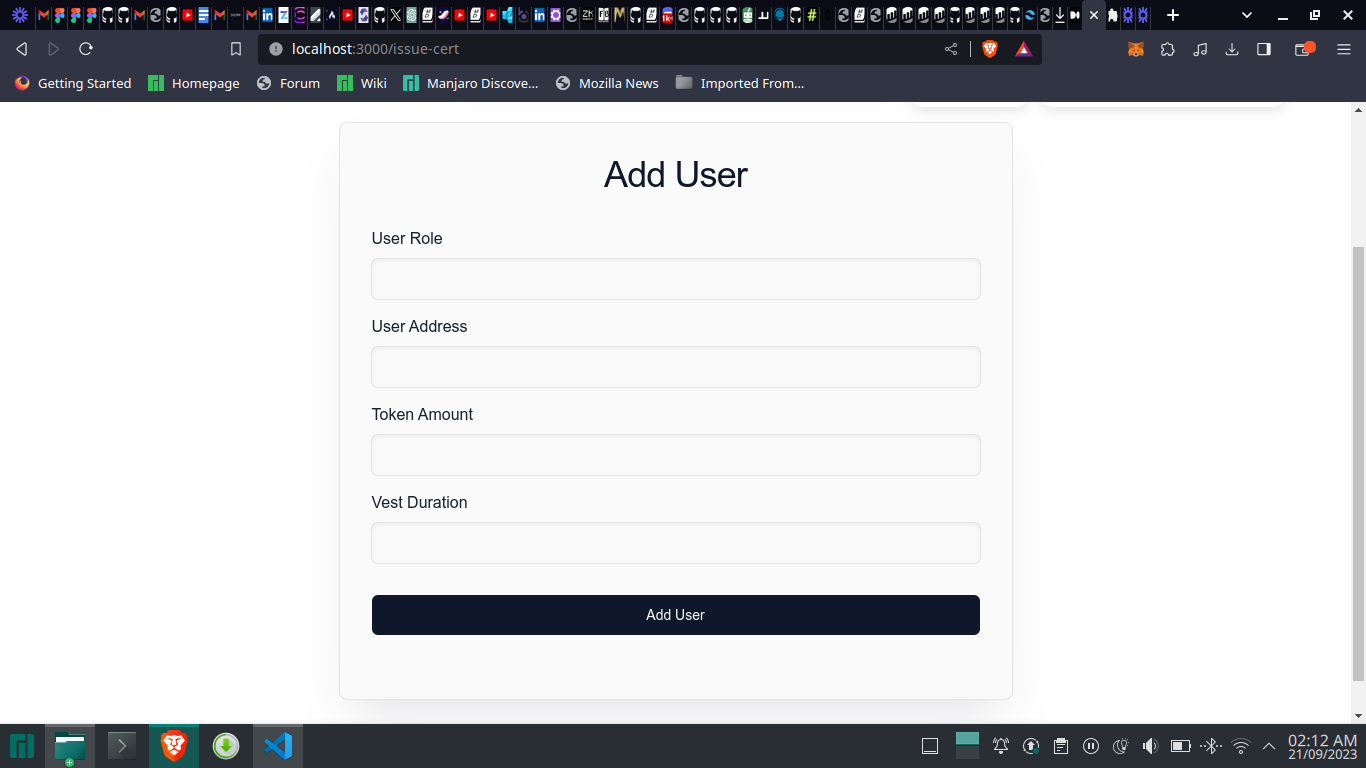 localhost:3000/issue-cert
Getting Started
Homepage
Forum
Wiki
Manjaro Discove...
Mozilla News
Imported From...
Add User
User Role
User Address
Token Amount
Vest Duration
Add User
02:12 AM
21/09/2023